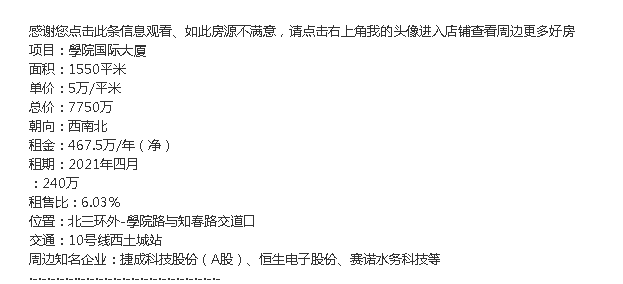 感谢您点击此条信息观看、如此房源不满意，请点击右上角我的头像进入店铺查看周边更多好房
项目：學院国际大厦
面积：1550平米
单价：5万/平米
总价：7750万
朝向：西南北
租金：467.5万/年（净）
租期：2021年四月
：240万
租售比：6.03%
位置：北三环外-學院路与知春路交道口
交通：10号线西土城站
周边知名企业：捷成科技股份（A股）、恒生电子股份、赛诺水务科技等
-.-.-.-.-..-.-.-.-.-.-.-.-.-.-.-.-.-.-.-.-